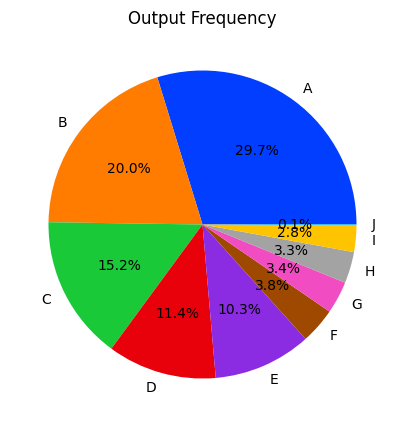 Output Frequency
A
29.7%
B
20.0%
C
15.2%
D
11.4%
E
10.3%
F
3.8%
G
3.4%
H
3.3%
I
2.8%
J
0.1%